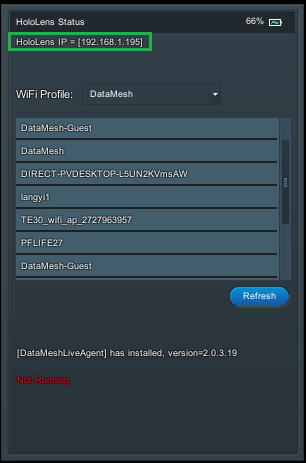 HoloLens Status 66%
HoloLens IP = [192.168.1.195]
WiFi Profile: DataMesh
DataMesh-Guest
DataMesh
DIRECT-PVDESKTOP-L5UN2KVmsAW
langyi1
TE30_wifi_ap_2727963957
PFLIFE27
DataMesh-Guest
Refresh
[DataMeshLiveAgent] has installed, version=2.0.3.19
Not Running